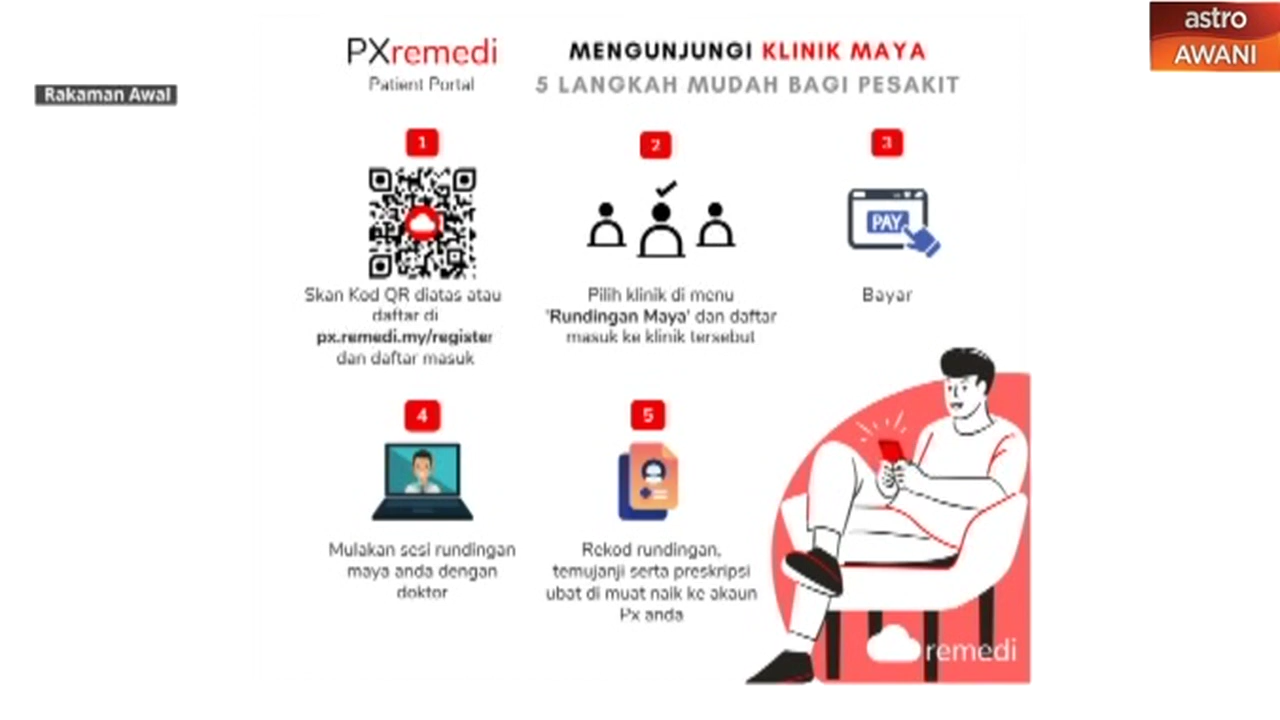 astro
AWANI
Rakaman Awal
PXremedi
Patient Portal
MENGUNJUNGI KLINIK MAYA
5 LANGKAH MUDAH BAGI PESAKIT
1
Skan Kod QR diatas atau
daftar di
px.remedi.my/register
dan daftar masuk
2
Pilih klinik di menu
'Rundingan Maya' dan daftar
masuk ke klinik tersebut
3
PAY
Bayar
4
Mulakan sesi rundingan
maya anda dengan
doktor
5
Rekod rundingan,
temujanji serta preskripsi
ubat di muat naik ke akaun
Px anda
remedi